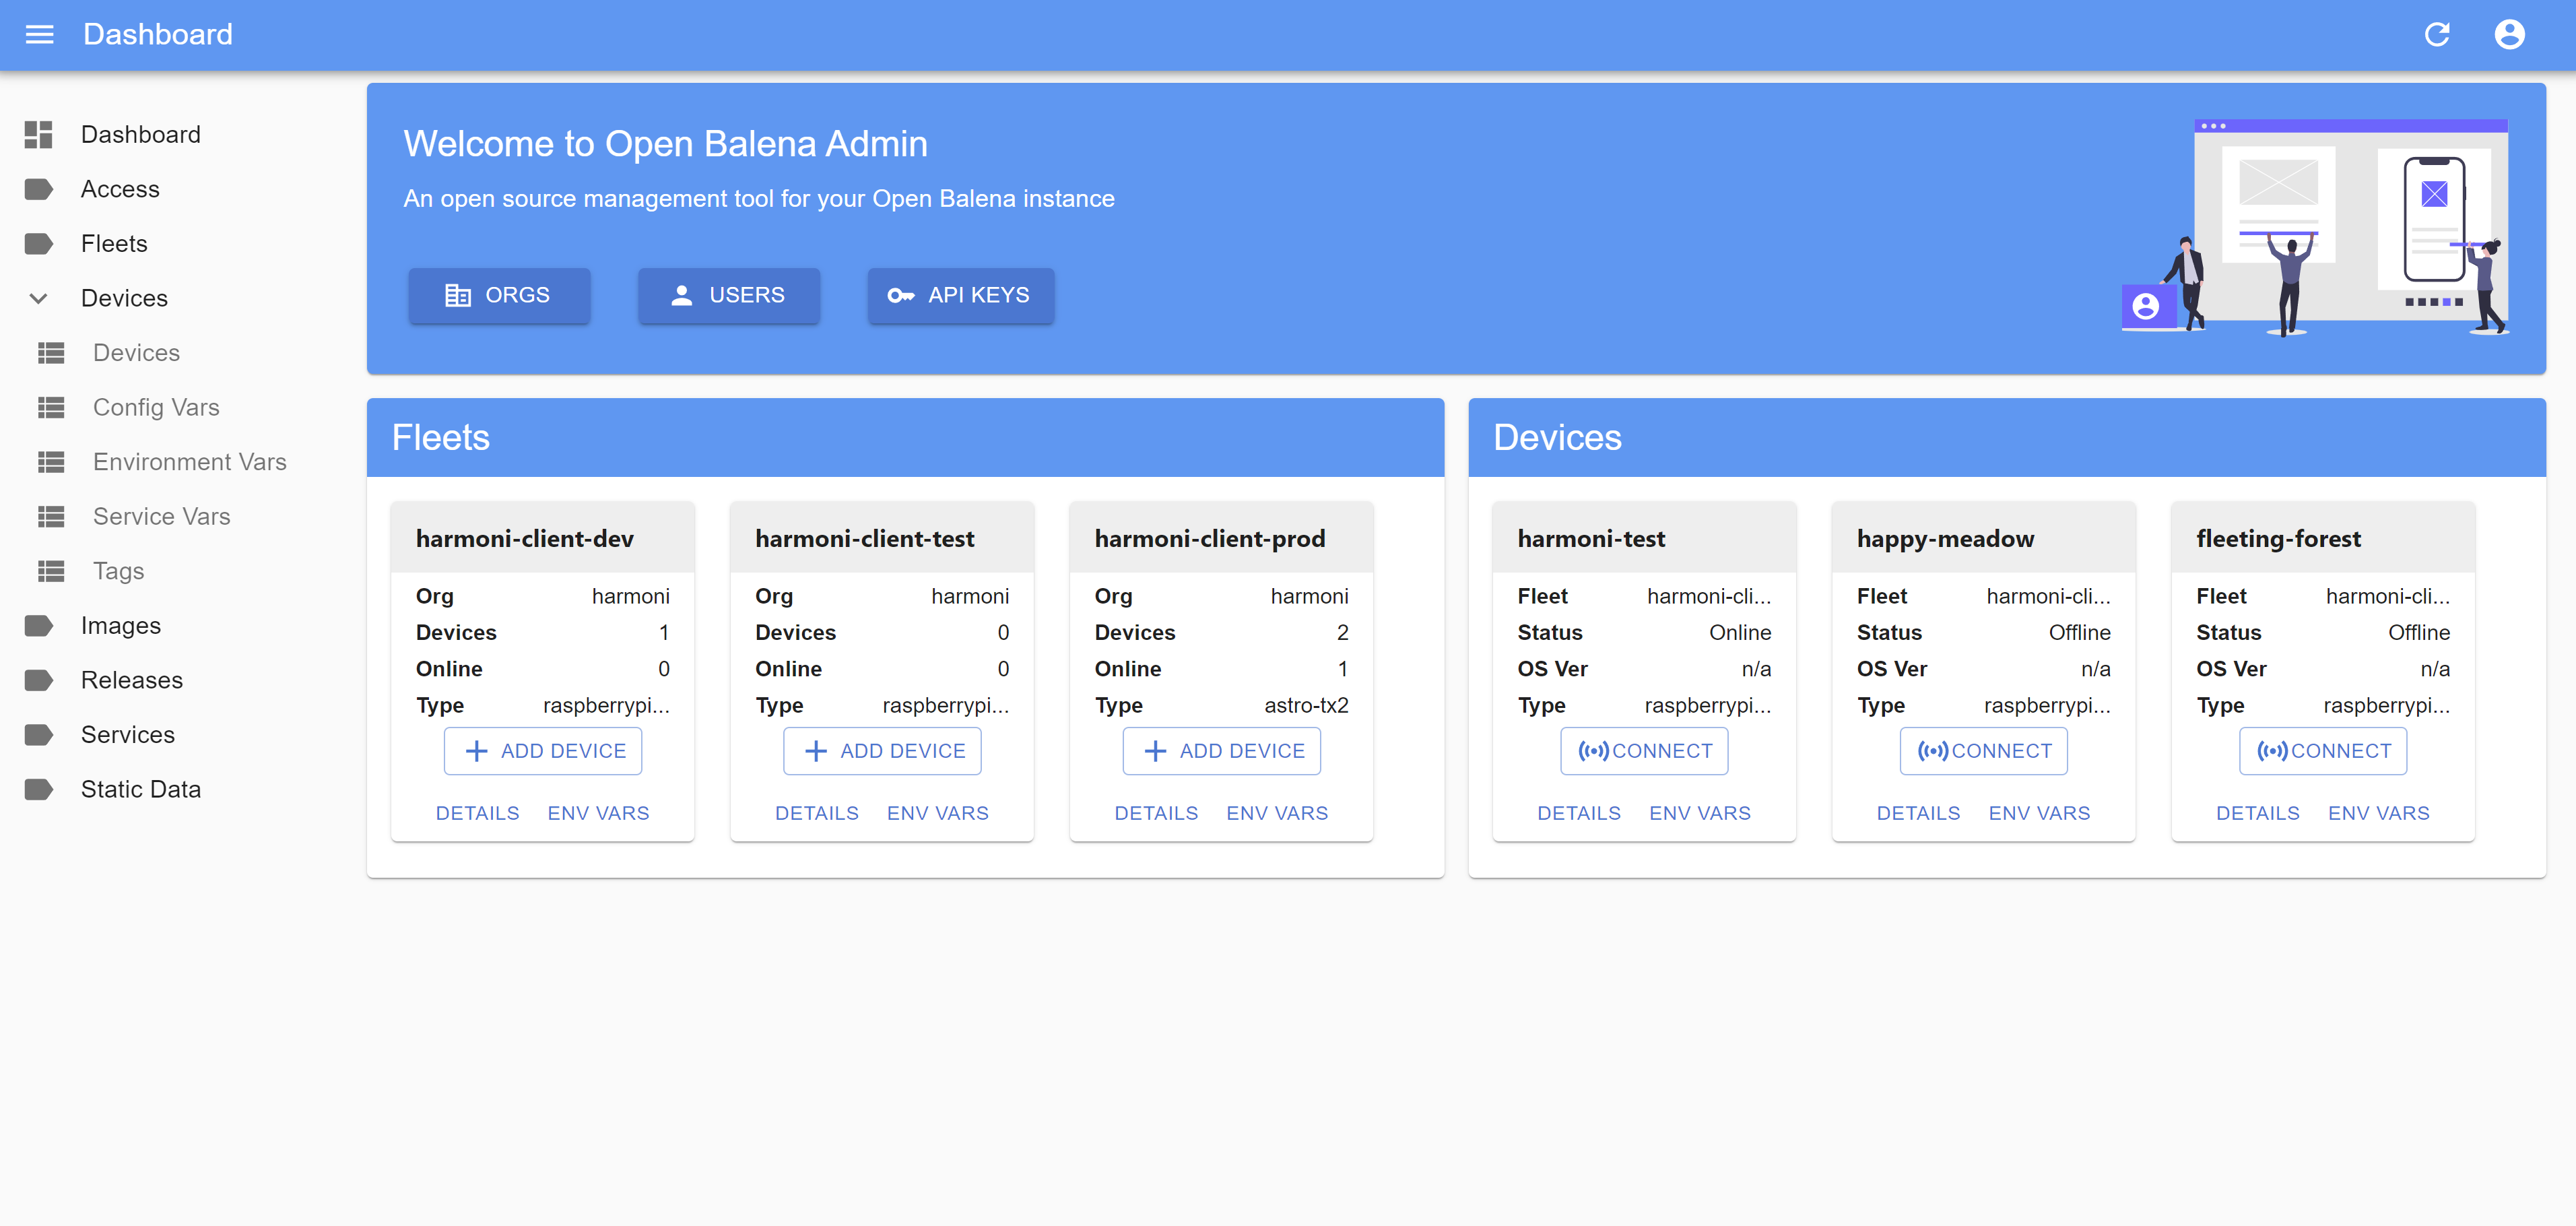 Dashboard
Dashboard
Access
Fleets
Devices
Devices
Config Vars
Environment Vars
Service Vars
Tags
Images
Releases
Services
Static Data
Welcome to Open Balena Admin
An open source management tool for your Open Balena instance
ORGS USERS API KEYS
Fleets
harmoni-client-dev
Org harmoni
Devices 1
Online 0
Type raspberrypi...
ADD DEVICE
DETAILS ENV VARS
harmoni-client-test
Org harmoni
Devices 0
Online 0
Type raspberrypi...
ADD DEVICE
DETAILS ENV VARS
harmoni-client-prod
Org harmoni
Devices 2
Online 1
Type astro-tx2
ADD DEVICE
DETAILS ENV VARS
Devices
harmoni-test
Fleet harmoni-cli...
Status Online
OS Ver n/a
Type raspberrypi...
CONNECT
DETAILS ENV VARS
happy-meadow
Fleet harmoni-cli...
Status Offline
OS Ver n/a
Type raspberrypi...
CONNECT
DETAILS ENV VARS
fleeting-forest
Fleet harmoni-cli...
Status Offline
OS Ver n/a
Type raspberrypi...
CONNECT
DETAILS ENV VARS